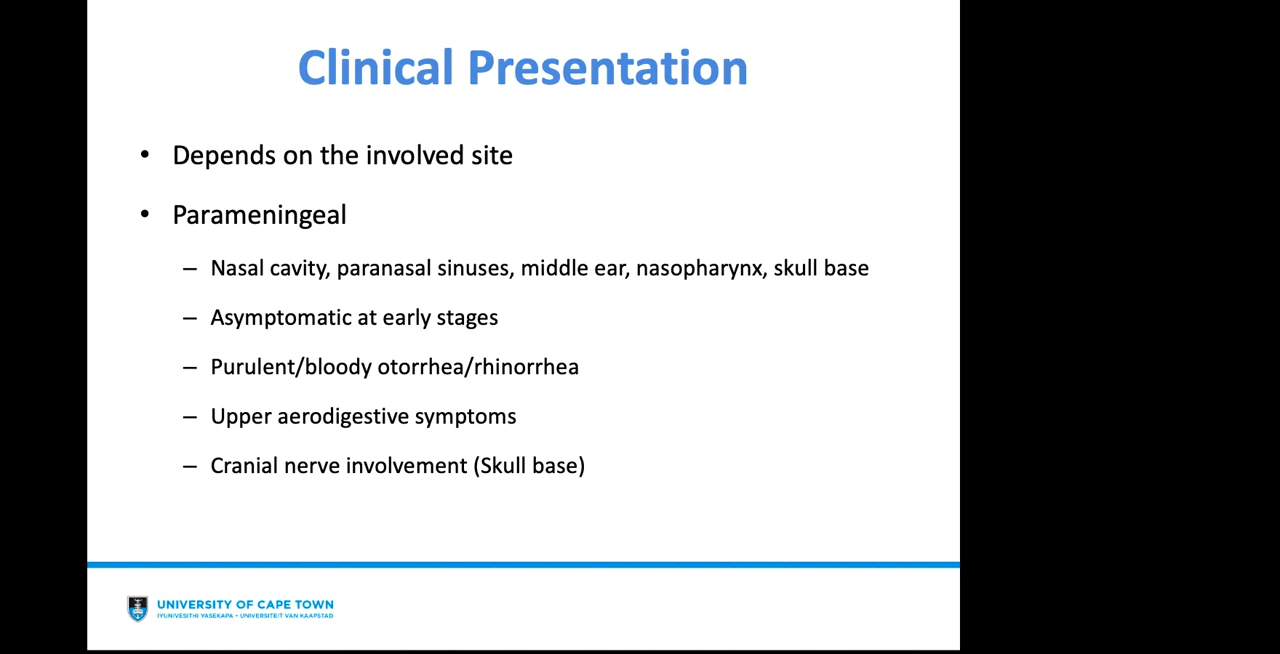 Clinical Presentation
• Depends on the involved site
• Parameningeal
– Nasal cavity, paranasal sinuses, middle ear, nasopharynx, skull base
– Asymptomatic at early stages
– Purulent/bloody otorrhea/rhinorrhea
– Upper aerodigestive symptoms
– Cranial nerve involvement (Skull base)
UNIVERSITY OF CAPE TOWN
IYUNIVESITHI YASEKAPA • UNIVERSITEIT VAN KAAPSTAD